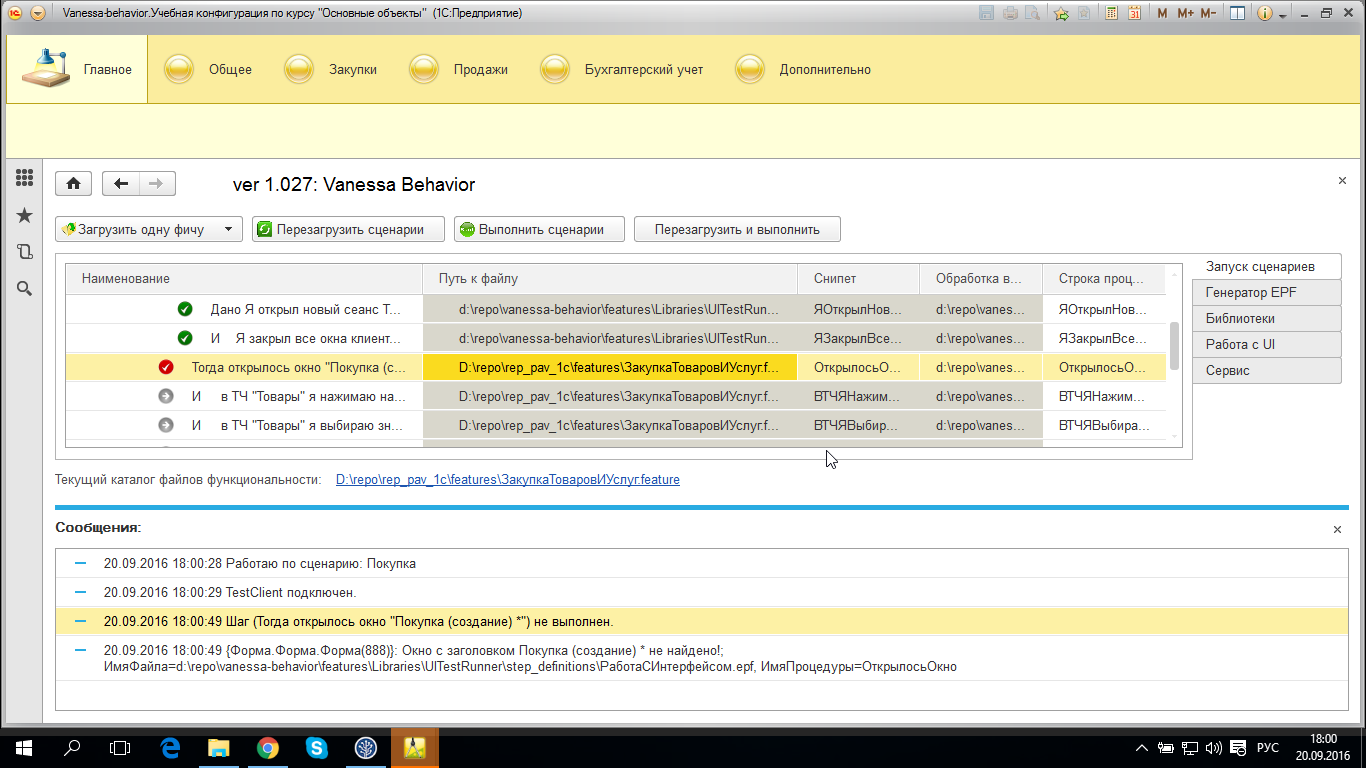 Vanessa-behavior.Учебная конфигурация по курсу "Основные объекты" (1С:Предприятие)
M M+ M-
Главное Общее Закупки Продажи Бухгалтерский учет Дополнительно
ver 1.027: Vanessa Behavior
Загрузить одну фичу Перезагрузить сценарии Выполнить сценарии Перезагрузить и выполнить
Наименование Путь к файлу Снипет Обработка в... Строка проц...
Дано Я открыл новый сеанс T... d:\repo\vanessa-behavior\features\Libraries\UITestRun... ЯОткрылНов... d:\repo\vanes... ЯОткрылНов...
И Я закрыл все окна клиент... d:\repo\vanessa-behavior\features\Libraries\UITestRun... ЯЗакрылВсе... d:\repo\vanes... ЯЗакрылВсе...
Тогда открылось окно "Покупка (с... D:\repo\rep_pav_1c\features\ЗакупкаТоваровИУслуг.f... ОткрылосьО... d:\repo\vanes... ОткрылосьО...
И в ТЧ "Товары" я нажимаю на... D:\repo\rep_pav_1c\features\ЗакупкаТоваровИУслуг.f... ВТЧЯНажим... d:\repo\vanes... ВТЧЯНажим...
И в ТЧ "Товары" я выбираю зн... D:\repo\rep_pav_1c\features\ЗакупкаТоваровИУслуг.f... ВТЧЯВыбир... d:\repo\vanes... ВТЧЯВыбира...
Запуск сценариев
Генератор EPF
Библиотеки
Работа с UI
Сервис
Текущий каталог файлов функциональности: D:\repo\rep_pav_1c\features\ЗакупкаТоваровИУслуг.feature
Сообщения:
20.09.2016 18:00:28 Работаю по сценарию: Покупка
20.09.2016 18:00:29 TestClient подключен.
20.09.2016 18:00:49 Шаг (Тогда открылось окно "Покупка (создание) *") не выполнен.
20.09.2016 18:00:49 {Форма.Форма.Форма(888)}: Окно с заголовком Покупка (создание) * не найдено!;
ИмяФайла=d:\repo\vanessa-behavior\features\Libraries\UITestRunner\step_definitions\РаботаСИнтерфейсом.epf, ИмяПроцедуры=ОткрылосьОкно
РУС
18:00
20.09.2016